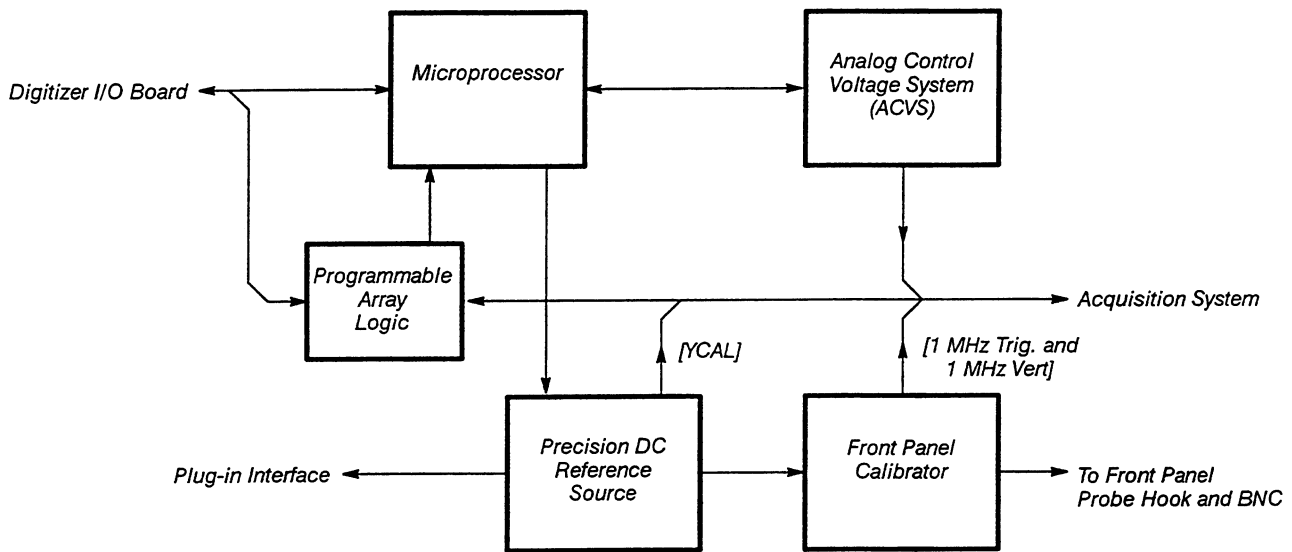 Microprocessor
Analog Control
Voltage System
(ACVS)
Digitizer I/O Board
Programmable
Array
Logic
Acquisition System
[YCAL]
[1 MHz Trig. and
1 MHz Vert]
Precision DC
Reference
Source
Front Panel
Calibrator
Plug-in Interface
To Front Panel
Probe Hook and BNC